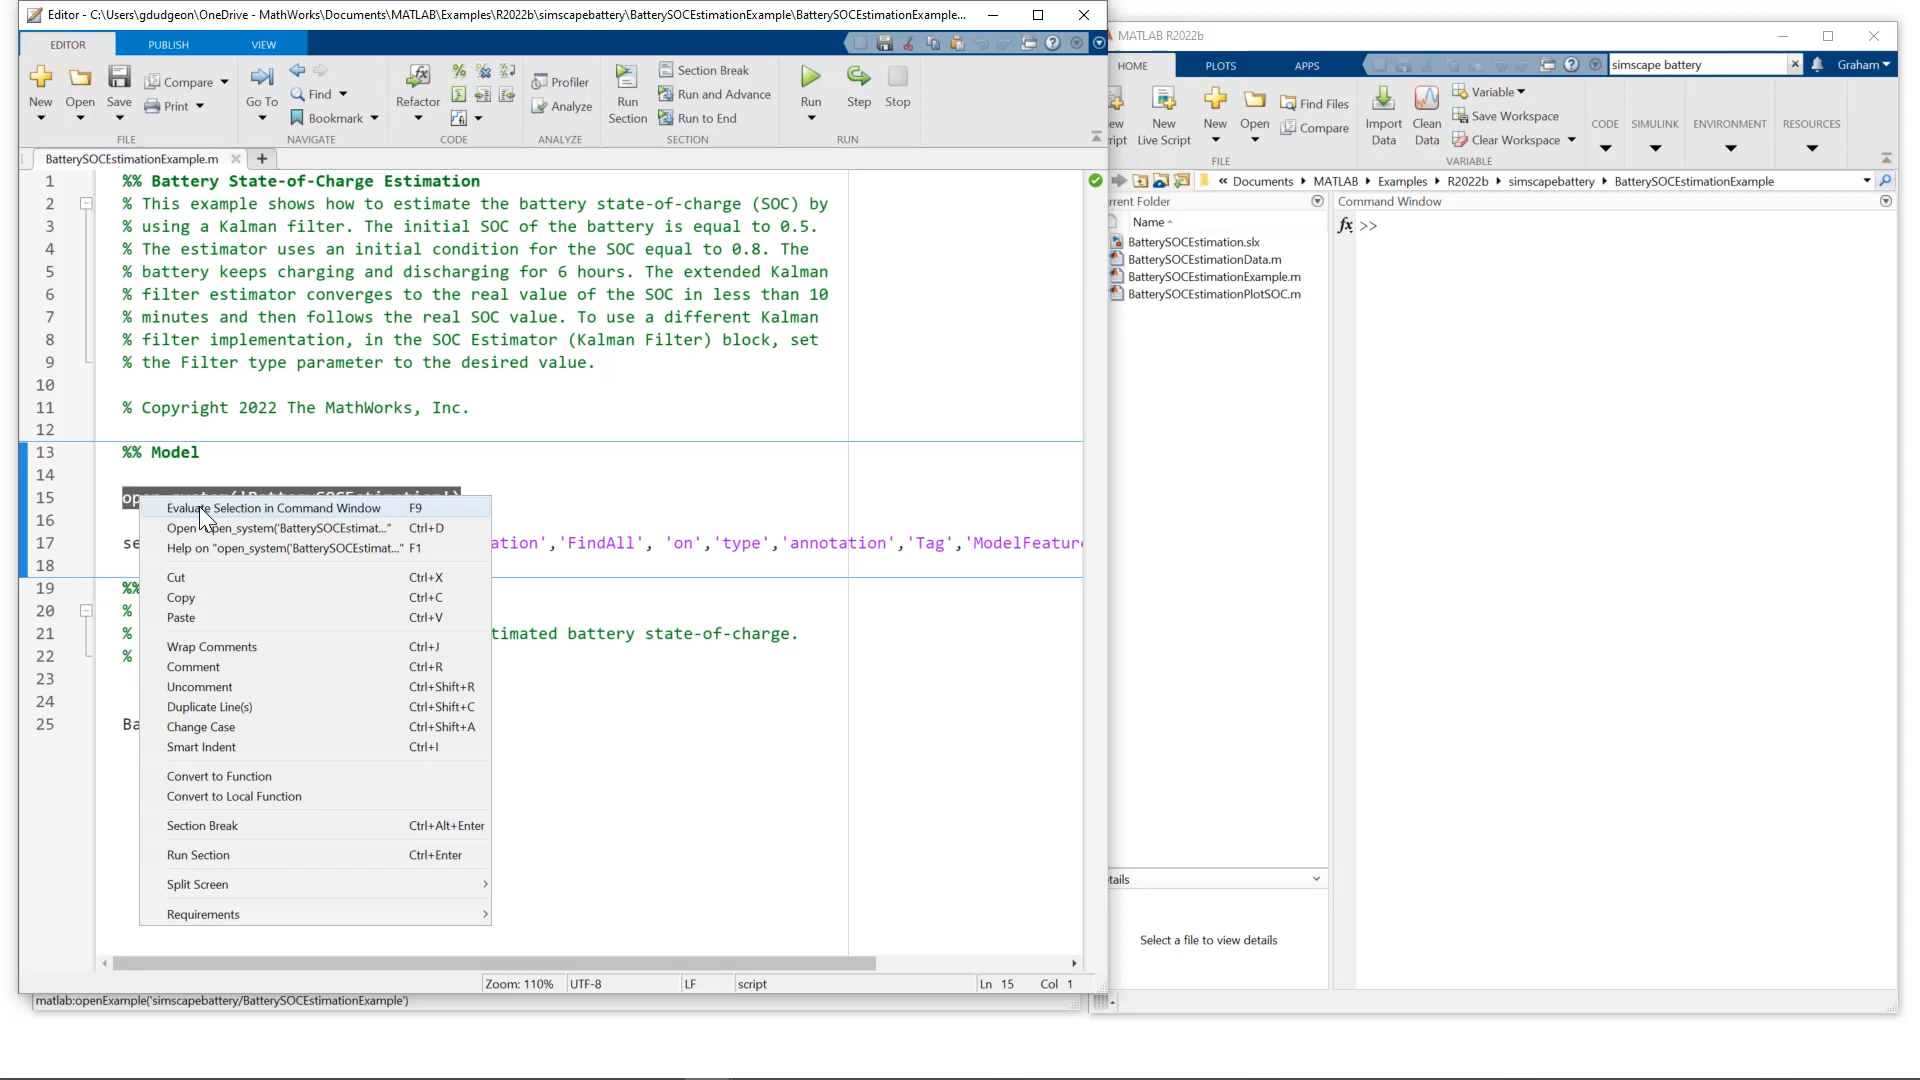 Editor - C:\Users\gdudgeon\OneDrive - MathWorks\Documents\MATLAB\Examples\R2022b\simscapebattery\BatterySOCEstimationExample\BatterySOCEstimationExample...
EDITOR PUBLISH VIEW
New Open Save Compare Print
FILE
Go To Find Bookmark
NAVIGATE
Refactor
CODE
Profiler
Analyze
ANALYZE
Run Section
Section Break
Run and Advance
Run to End
SECTION
Run Step Stop
RUN
BatterySOCEstimationExample.m
1 %% Battery State-of-Charge Estimation
2 % This example shows how to estimate the battery state-of-charge (SOC) by
3 % using a Kalman filter. The initial SOC of the battery is equal to 0.5.
4 % The estimator uses an initial condition for the SOC equal to 0.8. The
5 % battery keeps charging and discharging for 6 hours. The extended Kalman
6 % filter estimator converges to the real value of the SOC in less than 10
7 % minutes and then follows the real SOC value. To use a different Kalman
8 % filter implementation, in the SOC Estimator (Kalman Filter) block, set
9 % the Filter type parameter to the desired value.
10
11 % Copyright 2022 The MathWorks, Inc.
12
13 %% Model
14
15 open_system('BatterySOCEstimation')
16
17 se ation','FindAll', 'on','type','annotation','Tag','ModelFeature
18
19 %%
20 %
21 % timated battery state-of-charge.
22 %
23
24
25 Ba
Evaluate Selection in Command Window F9
Open "open_system('BatterySOCEstimat..." Ctrl+D
Help on "open_system('BatterySOCEstimat..." F1
Cut Ctrl+X
Copy Ctrl+C
Paste Ctrl+V
Wrap Comments Ctrl+J
Comment Ctrl+R
Uncomment Ctrl+Shift+R
Duplicate Line(s) Ctrl+Shift+C
Change Case Ctrl+Shift+A
Smart Indent Ctrl+I
Convert to Function
Convert to Local Function
Section Break Ctrl+Alt+Enter
Run Section Ctrl+Enter
Split Screen
Requirements
Zoom: 110% UTF-8 LF script Ln 15 Col 1
matlab:openExample('simscapebattery/BatterySOCEstimationExample')
MATLAB R2022b
HOME PLOTS APPS
simscape battery
Graham
ew
ript
New
Live Script
New Open
Find Files
Compare
FILE
Import Data
Clean Data
Variable
Save Workspace
Clear Workspace
VARIABLE
CODE SIMULINK ENVIRONMENT RESOURCES
« Documents MATLAB Examples R2022b simscapebattery BatterySOCEstimationExample
rrent Folder
Name
BatterySOCEstimation.slx
BatterySOCEstimationData.m
BatterySOCEstimationExample.m
BatterySOCEstimationPlotSOC.m
tails
Select a file to view details
Command Window
fx >>